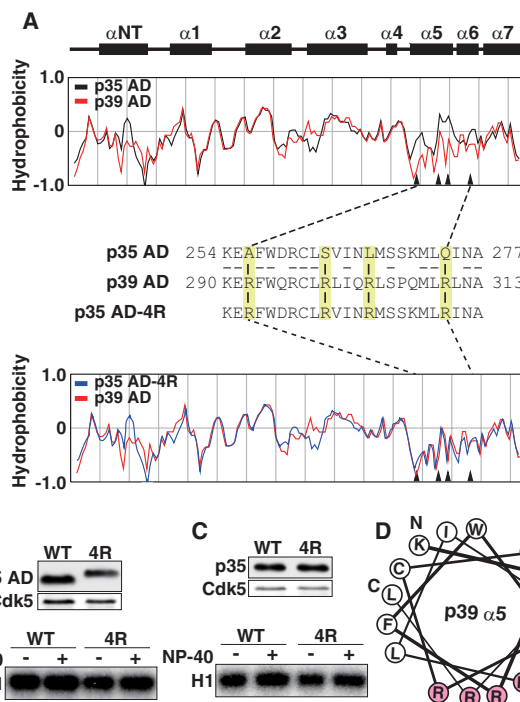 A
αNT α1 α2 α3 α4 α5 α6 α7
1.0
p35 AD
p39 AD
0
-1.0
Hydrophobicity
p35 AD 254 KEAFWDRCLSVINLMSSKMLQINA 277
p39 AD 290 KERFWQRCLRLIQRLSPQMLRLNA 313
p35 AD-4R KERFWDRCLRVINRMSSKMLRINA
1.0
p35 AD-4R
p39 AD
0
-1.0
Hydrophobicity
WT 4R
5 AD
Cdk5
WT 4R
- + - +
C
WT 4R
p35
Cdk5
WT 4R
NP-40 - + - +
H1
D
N
K
I
W
C
C
L
F
L
R
R
R
p39 α5